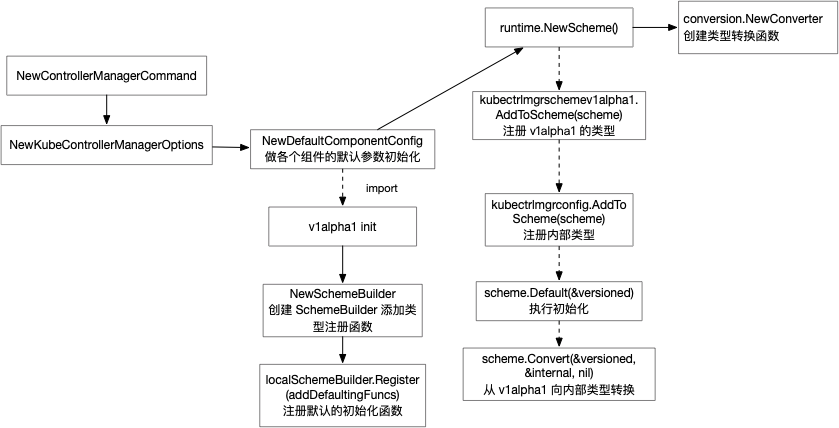 NewControllerManagerCommand
NewKubeControllerManagerOptions
NewDefaultComponentConfig
做各个组件的默认参数初始化
import
v1alpha1 init
NewSchemeBuilder
创建 SchemeBuilder 添加类
型注册函数
localSchemeBuilder.Register
(addDefaultingFuncs)
注册默认的初始化函数
runtime.NewScheme()
conversion.NewConverter
创建类型转换函数
kubectrlmgrschemev1alpha1.
AddToScheme(scheme)
注册 v1alpha1 的类型
kubectrlmgrconfig.AddTo
Scheme(scheme)
注册内部类型
scheme.Default(&versioned)
执行初始化
scheme.Convert(&versioned,
&internal, nil)
从 v1alpha1 向内部类型转换